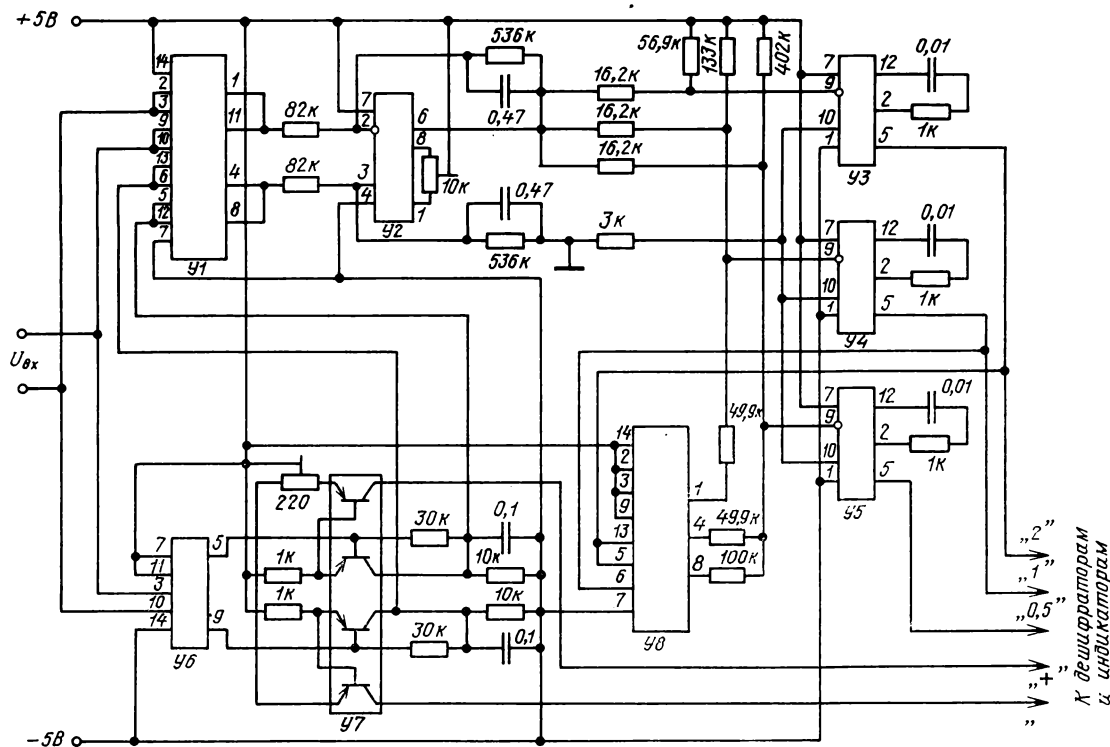 +5В
14
2
3
9
10
13
6
5
12
7
1
11
4
8
У1
82к
82к
7
2
3
4
6
8
1
У2
10к
536к
0,47
0,47
536к
16,2к
16,2к
16,2к
3к
56,9к
133к
402к
7
9
10
1
12
2
5
У3
0,01
1к
7
9
10
1
12
2
5
У4
0,01
1к
7
9
10
1
12
2
5
У5
0,01
1к
Uвх
220
1к
1к
7
11
3
10
14
5
9
У6
У7
30к
0,1
10к
10к
30к
0,1
14
2
3
9
13
5
6
7
1
4
8
У8
49,9к
49,9к
100к
„2”
„1”
„0,5”
„+”
„ ”
К дешифраторам
и индикаторам
-5В